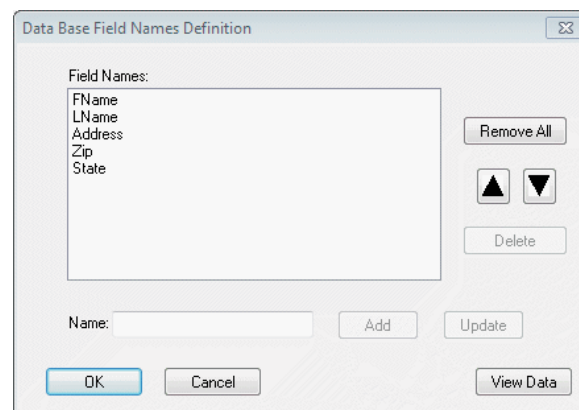 Data Base Field Names Definition
Field Names:
FName
LName
Address
Zip
State
Remove All
Delete
Name:
Add
Update
OK
Cancel
View Data